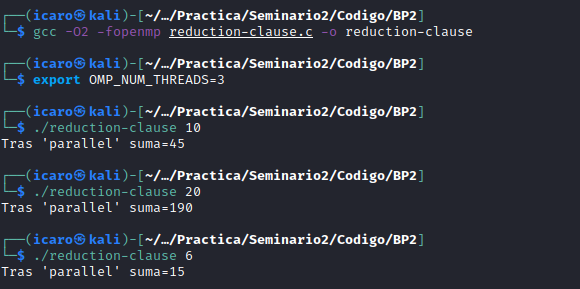 ┌──(icaro㉿kali)-[~/…/Practica/Seminario2/Codigo/BP2]
└─$ gcc -O2 -fopenmp reduction-clause.c -o reduction-clause
┌──(icaro㉿kali)-[~/…/Practica/Seminario2/Codigo/BP2]
└─$ export OMP_NUM_THREADS=3
┌──(icaro㉿kali)-[~/…/Practica/Seminario2/Codigo/BP2]
└─$ ./reduction-clause 10
Tras 'parallel' suma=45
┌──(icaro㉿kali)-[~/…/Practica/Seminario2/Codigo/BP2]
└─$ ./reduction-clause 20
Tras 'parallel' suma=190
┌──(icaro㉿kali)-[~/…/Practica/Seminario2/Codigo/BP2]
└─$ ./reduction-clause 6
Tras 'parallel' suma=15